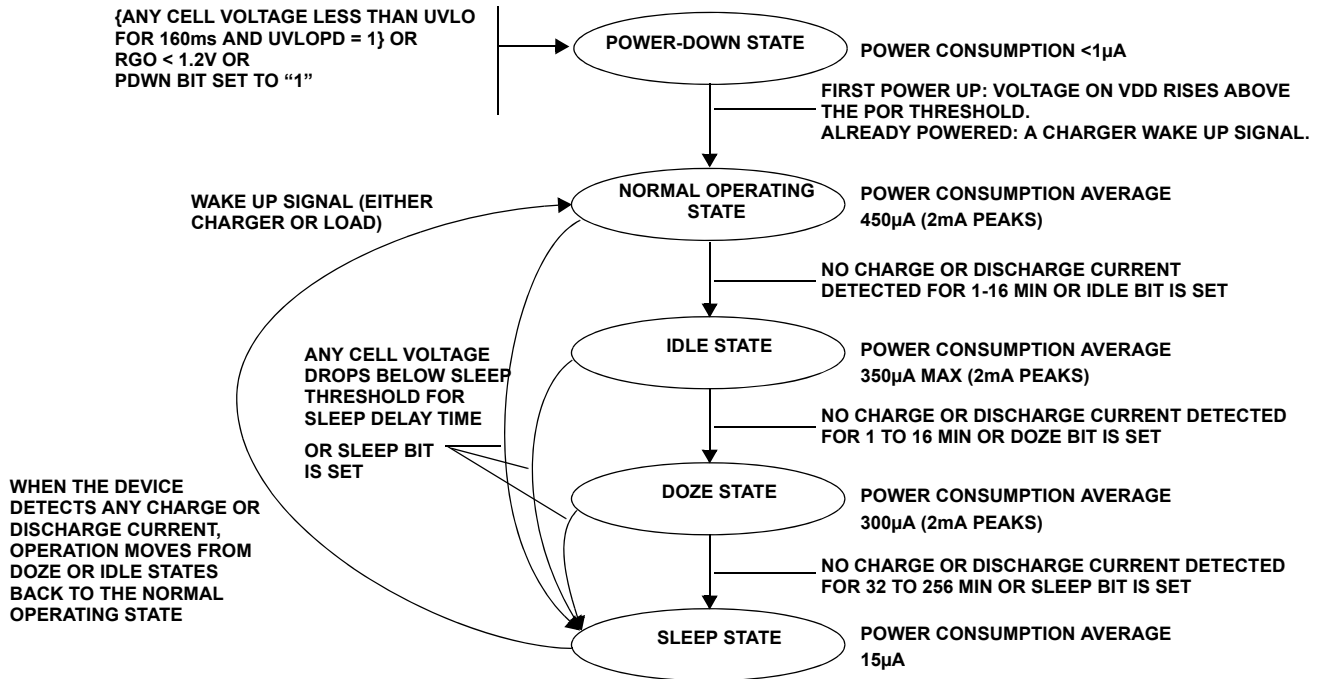 {ANY CELL VOLTAGE LESS THAN UVLO
FOR 160ms AND UVLOPD = 1} OR
RGO < 1.2V OR
PDWN BIT SET TO “1”
POWER-DOWN STATE
POWER CONSUMPTION <1µA
FIRST POWER UP: VOLTAGE ON VDD RISES ABOVE
THE POR THRESHOLD.
ALREADY POWERED: A CHARGER WAKE UP SIGNAL.
WAKE UP SIGNAL (EITHER
CHARGER OR LOAD)
NORMAL OPERATING
STATE
POWER CONSUMPTION AVERAGE
450µA (2mA PEAKS)
NO CHARGE OR DISCHARGE CURRENT
DETECTED FOR 1-16 MIN OR IDLE BIT IS SET
IDLE STATE
POWER CONSUMPTION AVERAGE
350µA MAX (2mA PEAKS)
ANY CELL VOLTAGE
DROPS BELOW SLEEP
THRESHOLD FOR
SLEEP DELAY TIME
OR SLEEP BIT
IS SET
NO CHARGE OR DISCHARGE CURRENT DETECTED
FOR 1 TO 16 MIN OR DOZE BIT IS SET
WHEN THE DEVICE
DETECTS ANY CHARGE OR
DISCHARGE CURRENT,
OPERATION MOVES FROM
DOZE OR IDLE STATES
BACK TO THE NORMAL
OPERATING STATE
DOZE STATE
POWER CONSUMPTION AVERAGE
300µA (2mA PEAKS)
NO CHARGE OR DISCHARGE CURRENT DETECTED
FOR 32 TO 256 MIN OR SLEEP BIT IS SET
SLEEP STATE
POWER CONSUMPTION AVERAGE
15µA